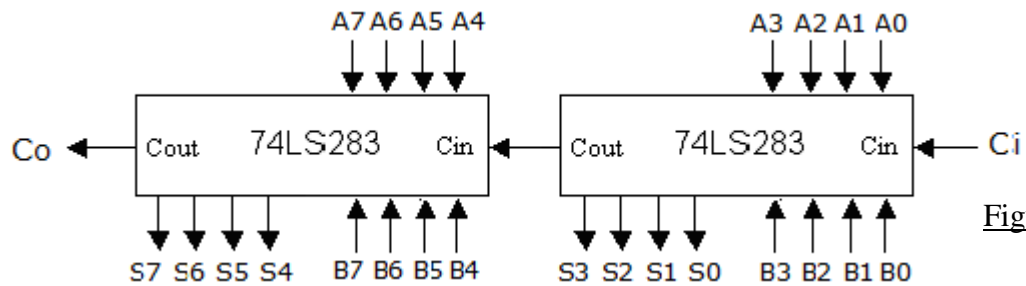 A7 A6 A5 A4 A3 A2 A1 A0
Co Cout 74LS283 Cin Cout 74LS283 Cin Ci
Fig
S7 S6 S5 S4 B7 B6 B5 B4 S3 S2 S1 S0 B3 B2 B1 B0